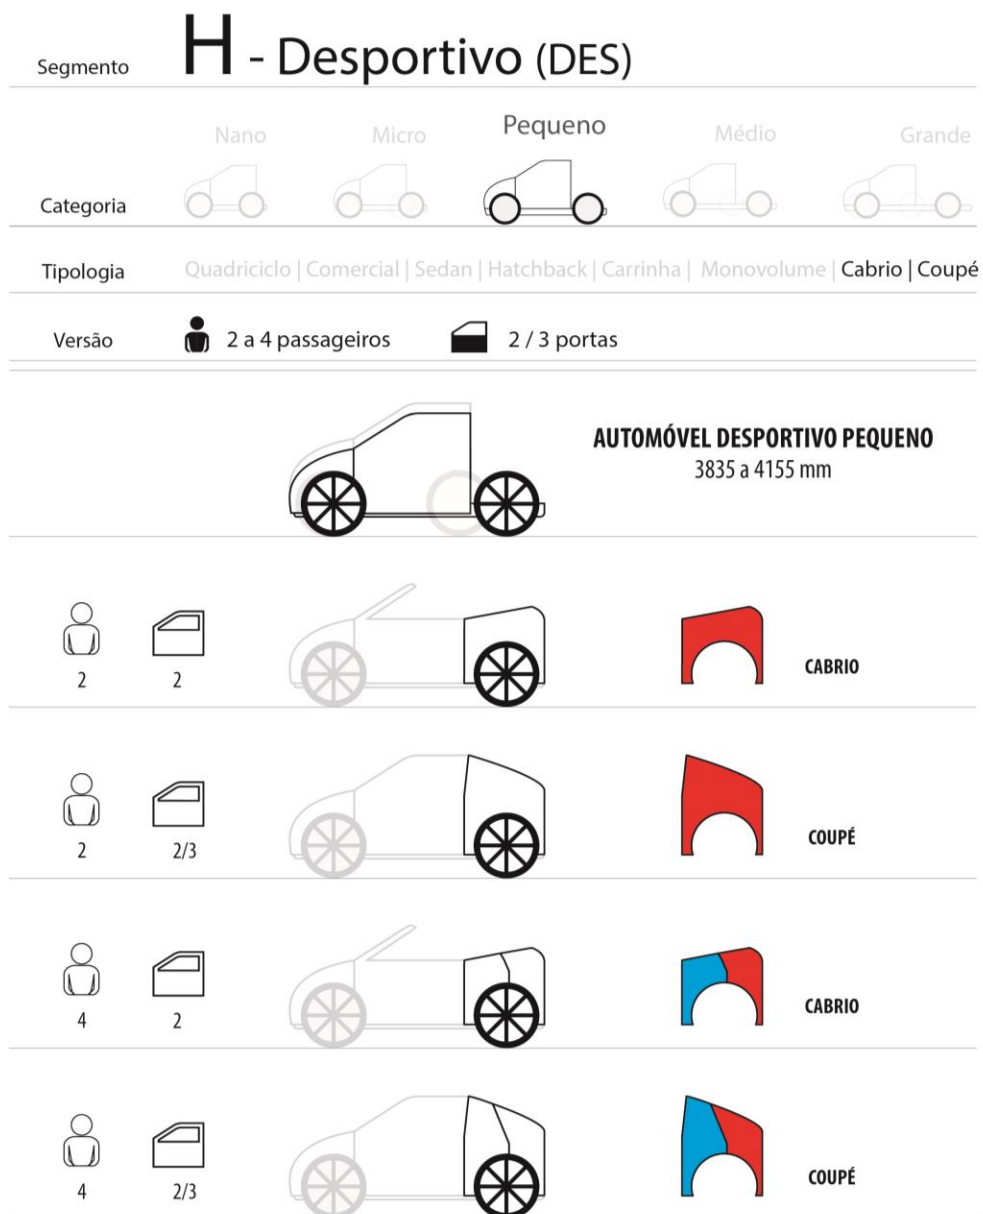 Segmento H - Desportivo (DES)
Nano Micro Pequeno Médio Grande
Categoria
Tipologia Quadriciclo | Comercial | Sedan | Hatchback | Carrinha | Monovolume | Cabrio | Coupé
Versão 2 a 4 passageiros 2 / 3 portas
AUTOMÓVEL DESPORTIVO PEQUENO
3835 a 4155 mm
CABRIO
2 2
COUPÉ
2 2/3
CABRIO
4 2
COUPÉ
4 2/3